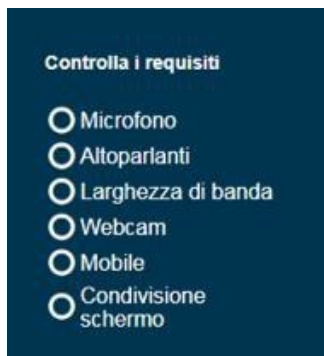 Controlla i requisiti
Microfono
Altoparlanti
Larghezza di banda
Webcam
Mobile
Condivisione
schermo